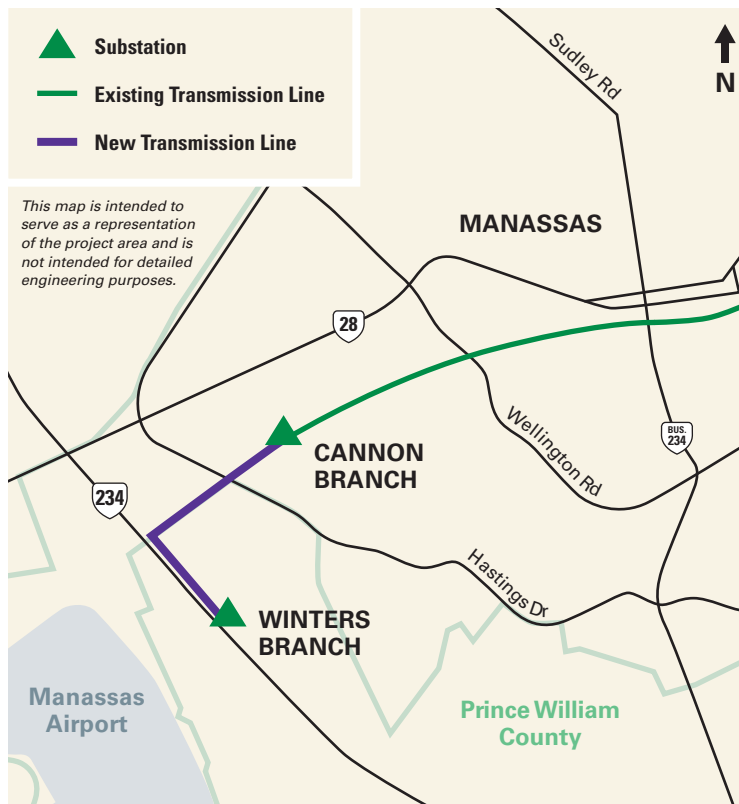 Substation
Existing Transmission Line
New Transmission Line
This map is intended to
serve as a representation
of the project area and is
not intended for detailed
engineering purposes.
Sudley Rd
N
MANASSAS
28
CANNON
BRANCH
Wellington Rd
BUS.
234
234
Hastings Dr
WINTERS
BRANCH
Manassas
Airport
Prince William
County